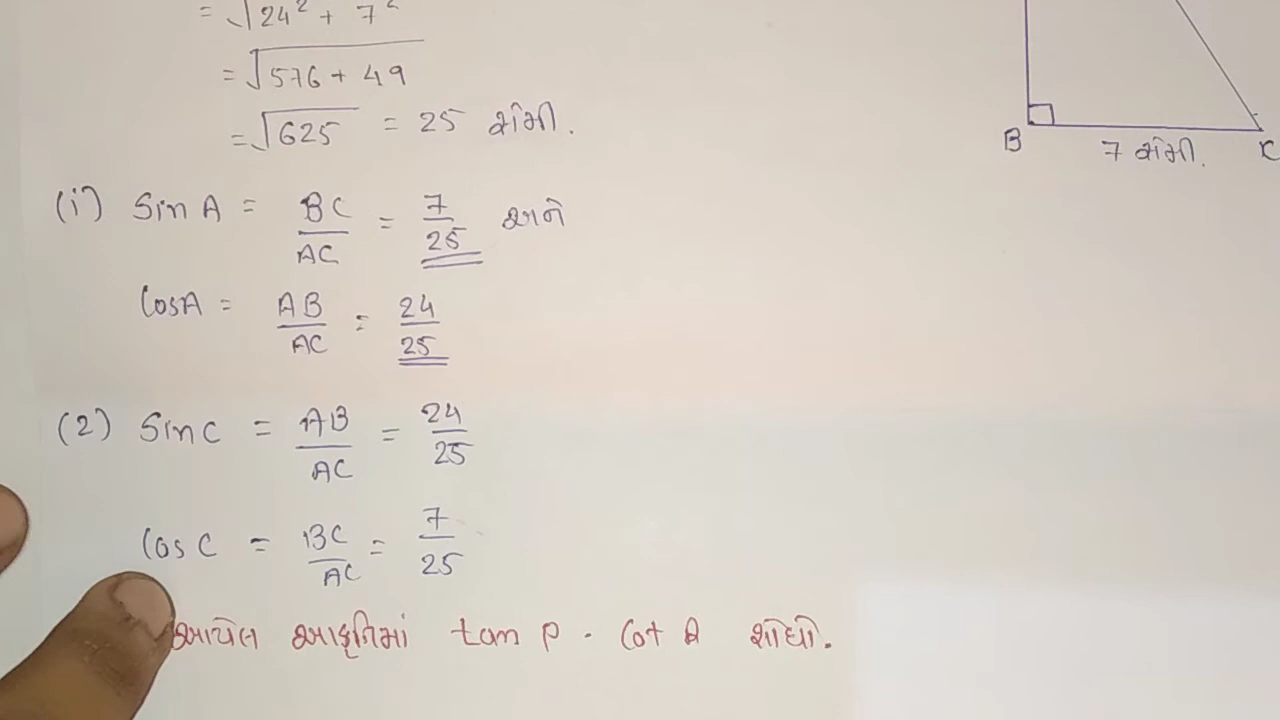 = √24² + 7²
= √576 + 49
= √625 = 25 સેમી.
B 7 સેમી. C
(i) Sin A = BC/AC = 7/25 અને
Cos A = AB/AC = 24/25
(2) Sin C = AB/AC = 24/25
Cos C = BC/AC = 7/25
આપેલ આકૃતિમાં tan P - Cot R શોધો.